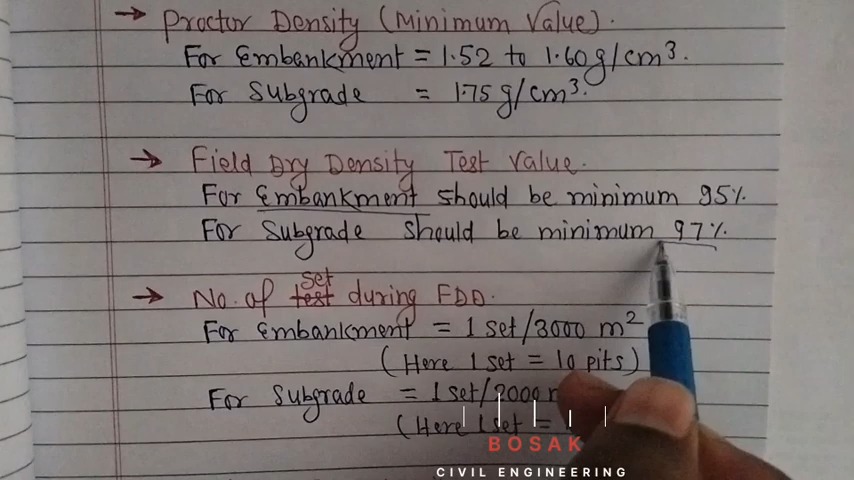 → Proctor Density (Minimum Value).
For Embankment = 1.52 to 1.60 g/cm³.
For Subgrade = 1.75 g/cm³.
→ Field Dry Density Test Value.
For Embankment should be minimum 95%.
For Subgrade should be minimum 97%.
set
→ No. of test during FDD.
For Embankment = 1 set/3000 m²
(Here 1 set = 10 pits)
For Subgrade = 1 set/2000
(Here 1 set =
BOSAK
CIVIL ENGINEERING